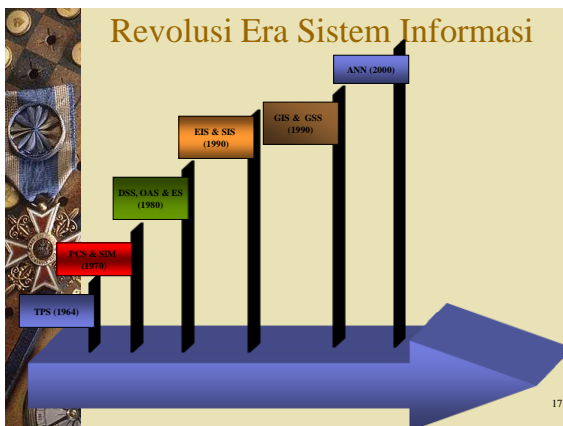 Revolusi Era Sistem Informasi
ANN (2000)
GIS & GSS
(1990)
EIS & SIS
(1990)
DSS, OAS & ES
(1980)
PCS & SIM
(1970)
TPS (1964)
17